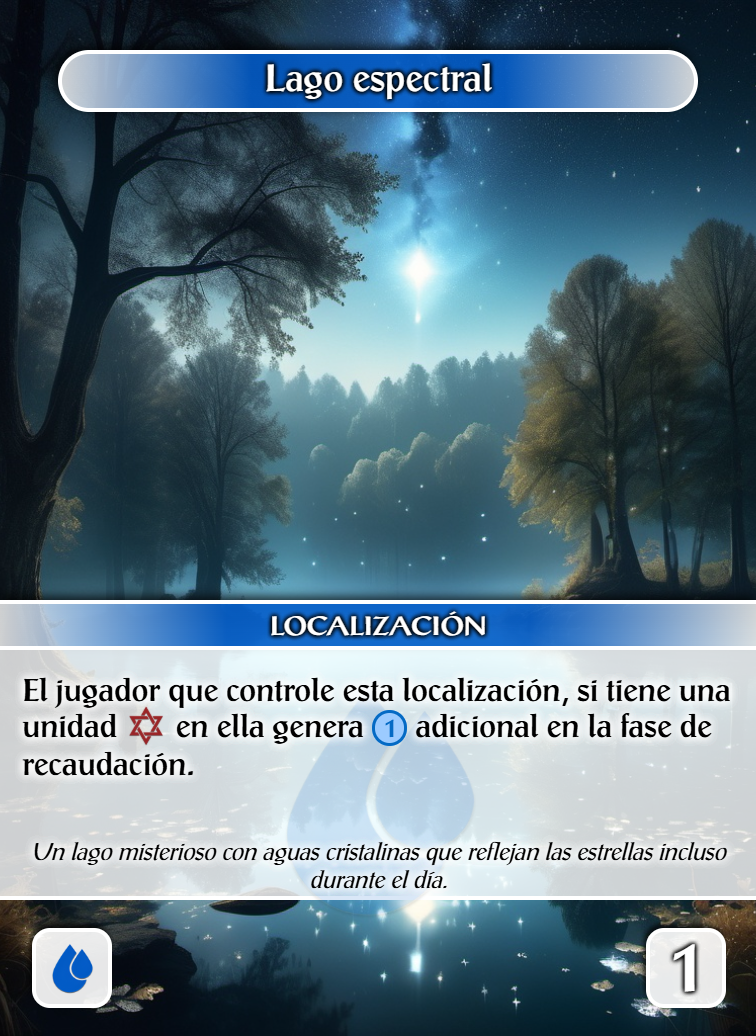 Lago espectral
LOCALIZACIÓN
El jugador que controle esta localización, si tiene una
unidad en ella genera 1 adicional en la fase de
recaudación.
Un lago misterioso con aguas cristalinas que reflejan las estrellas incluso
durante el día.
1